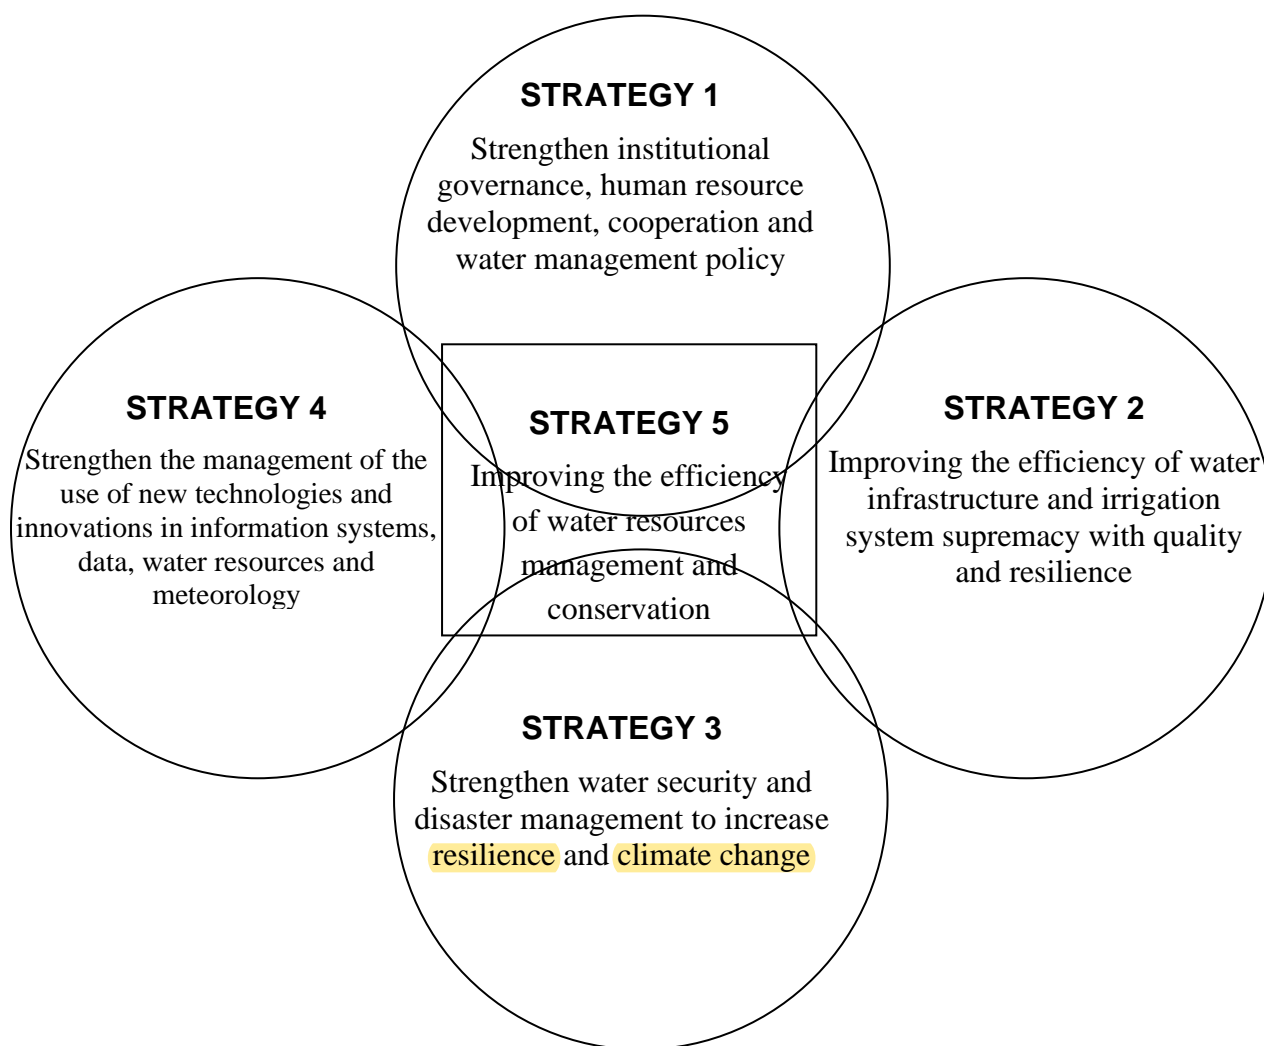 STRATEGY 1
Strengthen institutional
governance, human resource
development, cooperation and
water management policy
STRATEGY 4
Strengthen the management of the
use of new technologies and
innovations in information systems,
data, water resources and
meteorology
STRATEGY 5
Improving the efficiency
of water resources
management and
conservation
STRATEGY 2
Improving the efficiency of water
infrastructure and irrigation
system supremacy with quality
and resilience
STRATEGY 3
Strengthen water security and
disaster management to increase
resilience and climate change